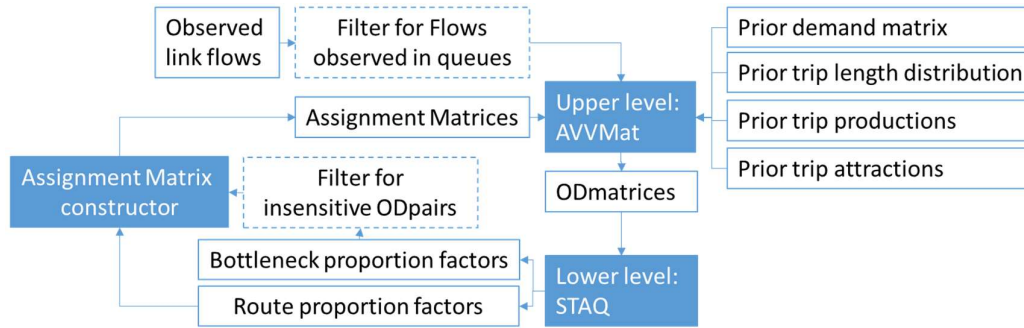 Observed
link flows
Filter for Flows
observed in queues
Prior demand matrix
Prior trip length distribution
Prior trip productions
Prior trip attractions
Upper level:
AVVMat
Assignment Matrices
Assignment Matrix
constructor
Filter for
insensitive ODpairs
ODmatrices
Bottleneck proportion factors
Route proportion factors
Lower level:
STAQ